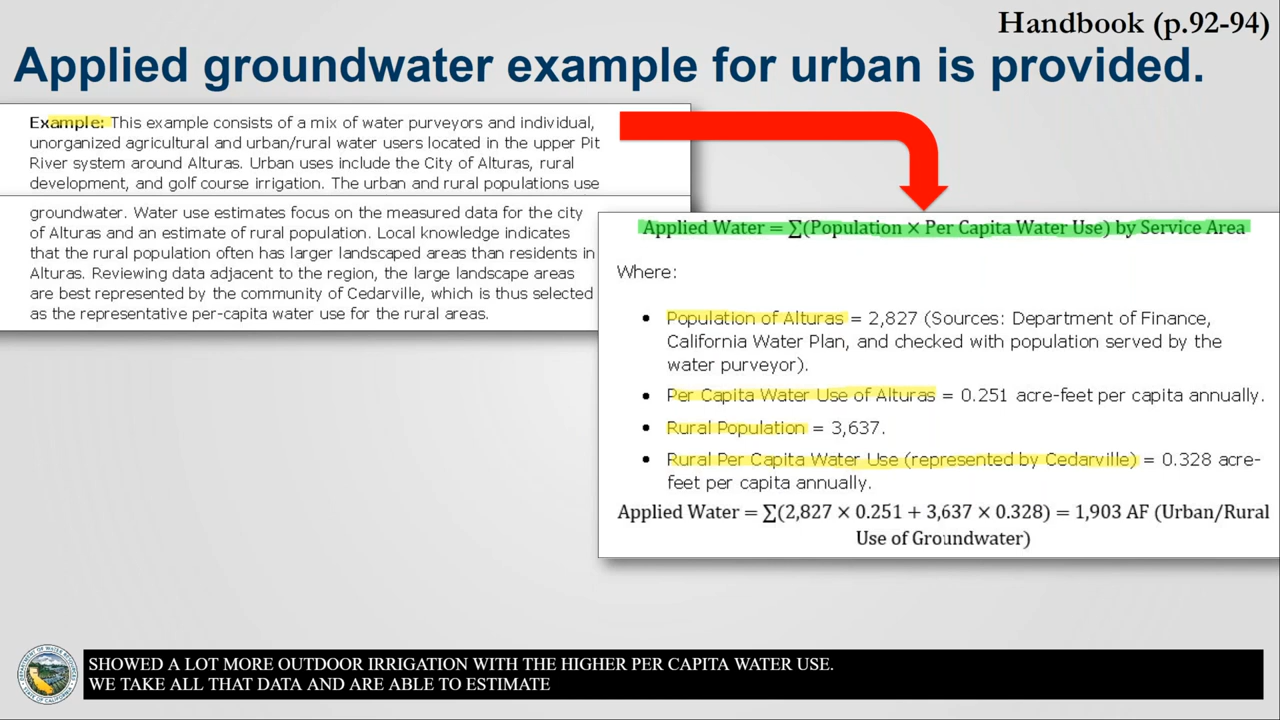 Handbook (p.92-94)
Applied groundwater example for urban is provided.
Example: This example consists of a mix of water purveyors and individual,
unorganized agricultural and urban/rural water users located in the upper Pit
River system around Alturas. Urban uses include the City of Alturas, rural
development, and golf course irrigation. The urban and rural populations use
groundwater. Water use estimates focus on the measured data for the city
of Alturas and an estimate of rural population. Local knowledge indicates
that the rural population often has larger landscaped areas than residents in
Alturas. Reviewing data adjacent to the region, the large landscape areas
are best represented by the community of Cedarville, which is thus selected
as the representative per-capita water use for the rural areas.
Applied Water = ∑(Population × Per Capita Water Use) by Service Area
Where:
• Population of Alturas = 2,827 (Sources: Department of Finance,
California Water Plan, and checked with population served by the
water purveyor).
• Per Capita Water Use of Alturas = 0.251 acre-feet per capita annually.
• Rural Population = 3,637.
• Rural Per Capita Water Use (represented by Cedarville) = 0.328 acre-
feet per capita annually.
Applied Water = ∑(2,827 × 0.251 + 3,637 × 0.328) = 1,903 AF (Urban/Rural
Use of Groundwater)
SHOWED A LOT MORE OUTDOOR IRRIGATION WITH THE HIGHER PER CAPITA WATER USE.
WE TAKE ALL THAT DATA AND ARE ABLE TO ESTIMATE